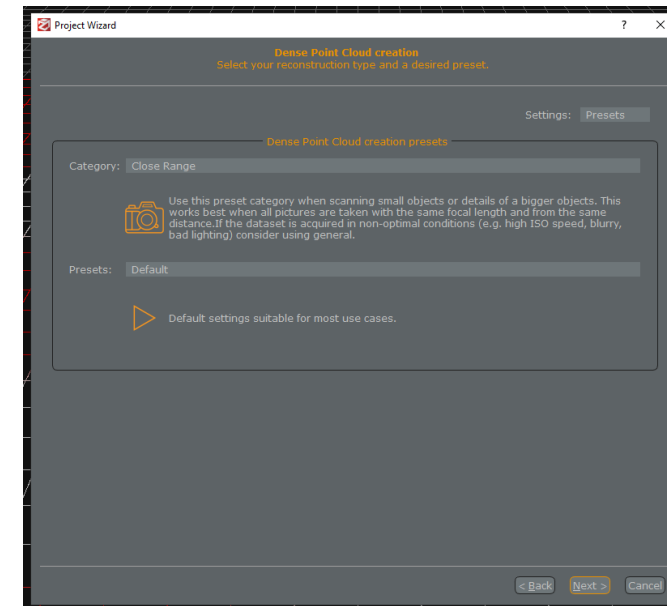 Project Wizard
?
Dense Point Cloud creation
Select your reconstruction type and a desired preset.
Settings: Presets
Dense Point Cloud creation presets
Category: Close Range
Use this preset category when scanning small objects or details of a bigger objects. This
works best when all pictures are taken with the same focal length and from the same
distance.If the dataset is acquired in non-optimal conditions (e.g. high ISO speed, blurry,
bad lighting) consider using general.
Presets: Default
Default settings suitable for most use cases.
< Back Next > Cancel